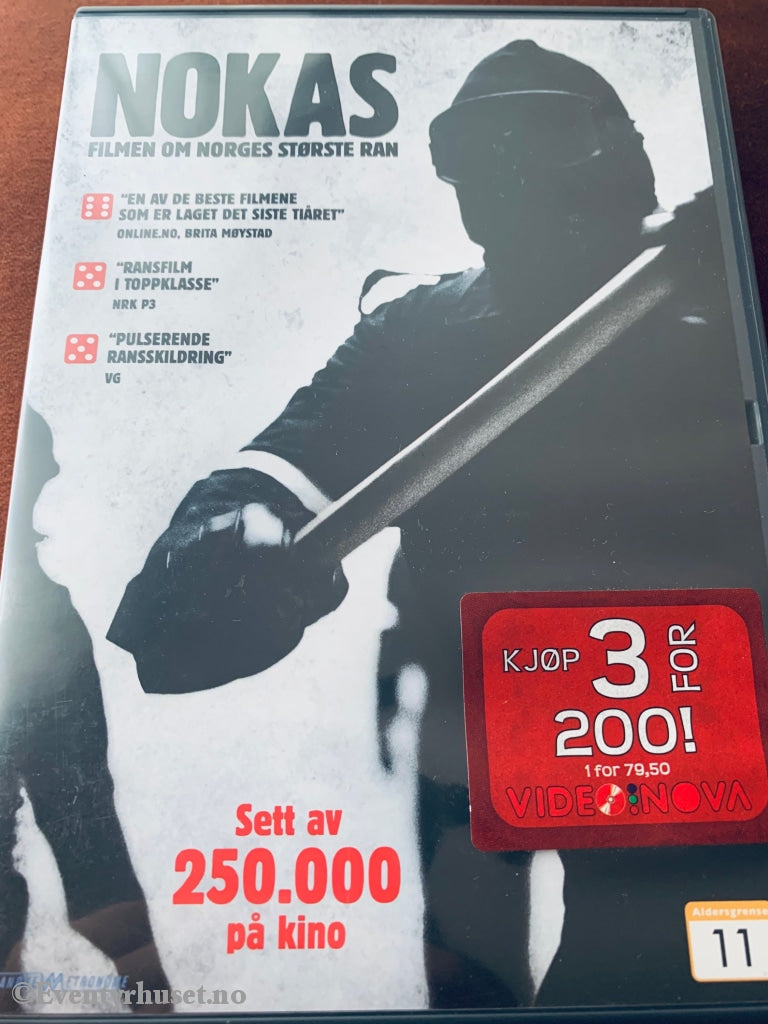 NOKAS
FILMEN OM NORGES STØRSTE RAN
"EN AV DE BESTE FILMENE
SOM ER LAGET DET SISTE TIÅRET"
ONLINE.NO, BRITA MØYSTAD
"RANSFILM
I TOPPKLASSE"
NRK P3
"PULSERENDE
RANSSKILDRING"
VG
KJØP 3 FOR
200!
1 for 79,50
VIDEONOVA
Sett av
250.000
på kino
Aldersgrense
11
METRONOME
©Eventyrhuset.no